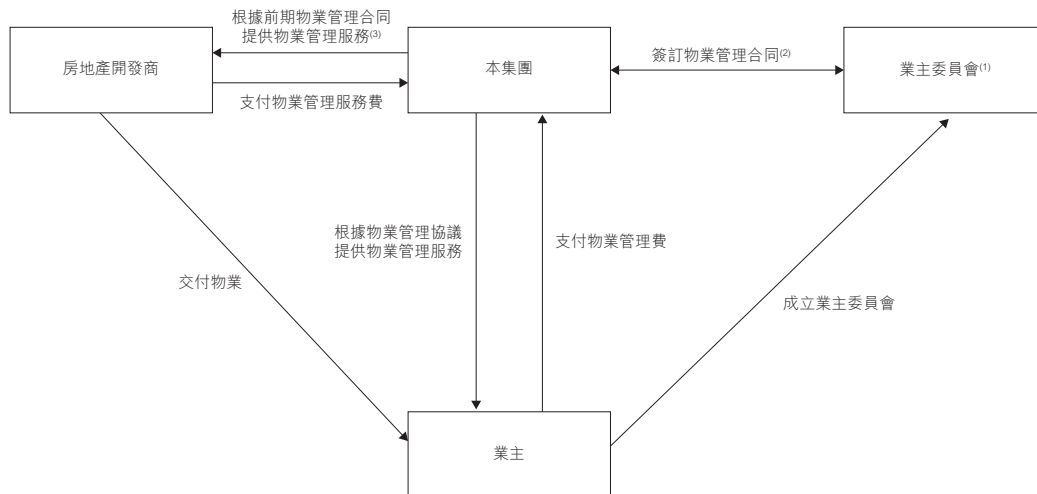 根據前期物業管理合同
提供物業管理服務(3)
房地產開發商
本集團
簽訂物業管理合同(2)
業主委員會(1)
支付物業管理服務費
根據物業管理協議
提供物業管理服務
支付物業管理費
交付物業
成立業主委員會
業主